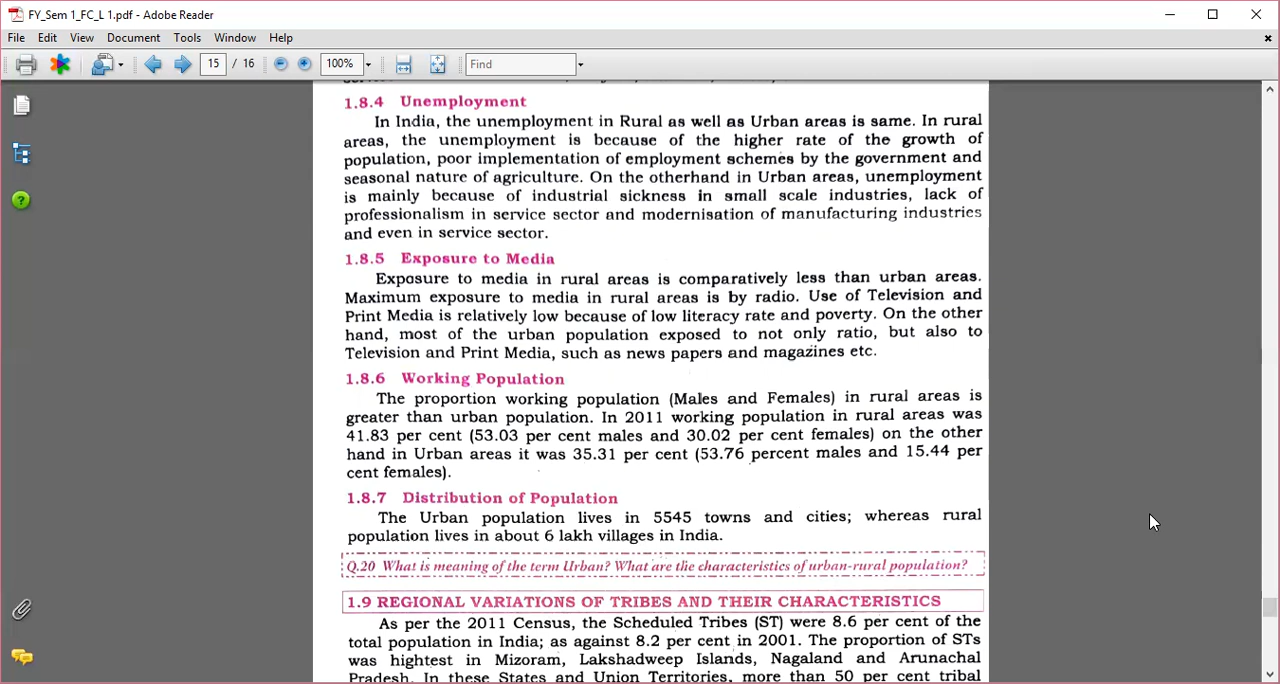 FY_Sem 1_FC_L 1.pdf - Adobe Reader
File Edit View Document Tools Window Help
15 / 16 100% Find
1.8.4 Unemployment
In India, the unemployment in Rural as well as Urban areas is same. In rural
areas, the unemployment is because of the higher rate of the growth of
population, poor implementation of employment schemes by the government and
seasonal nature of agriculture. On the otherhand in Urban areas, unemployment
is mainly because of industrial sickness in small scale industries, lack of
professionalism in service sector and modernisation of manufacturing industries
and even in service sector.
1.8.5 Exposure to Media
Exposure to media in rural areas is comparatively less than urban areas.
Maximum exposure to media in rural areas is by radio. Use of Television and
Print Media is relatively low because of low literacy rate and poverty. On the other
hand, most of the urban population exposed to not only ratio, but also to
Television and Print Media, such as news papers and magazines etc.
1.8.6 Working Population
The proportion working population (Males and Females) in rural areas is
greater than urban population. In 2011 working population in rural areas was
41.83 per cent (53.03 per cent males and 30.02 per cent females) on the other
hand in Urban areas it was 35.31 per cent (53.76 percent males and 15.44 per
cent females).
1.8.7 Distribution of Population
The Urban population lives in 5545 towns and cities; whereas rural
population lives in about 6 lakh villages in India.
Q.20 What is meaning of the term Urban? What are the characteristics of urban-rural population?
1.9 REGIONAL VARIATIONS OF TRIBES AND THEIR CHARACTERISTICS
As per the 2011 Census, the Scheduled Tribes (ST) were 8.6 per cent of the
total population in India; as against 8.2 per cent in 2001. The proportion of STs
was hightest in Mizoram, Lakshadweep Islands, Nagaland and Arunachal
Pradesh. In these States and Union Territories, more than 50 per cent tribal